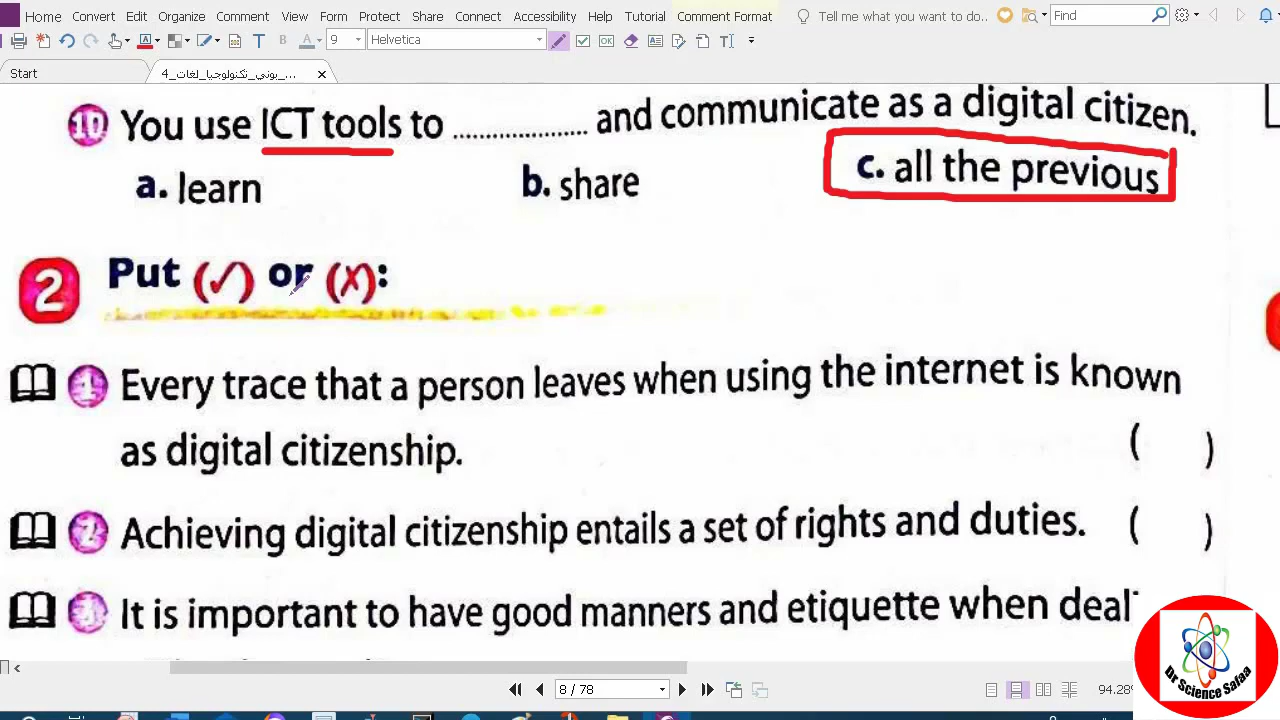 Home Convert Edit Organize Comment View Form Protect Share Connect Accessibility Help Tutorial Comment Format Tell me what you want to do.. Find
9 Helvetica
Start 4_بوني_تكنولوجيا_لغات_...
10 You use ICT tools to .................... and communicate as a digital citizen.
a. learn b. share c. all the previous
2 Put (✓) or (X):
1 Every trace that a person leaves when using the internet is known
as digital citizenship. ( )
2 Achieving digital citizenship entails a set of rights and duties. ( )
3 It is important to have good manners and etiquette when deal
8 / 78 94.28%
Dr Science Safaa